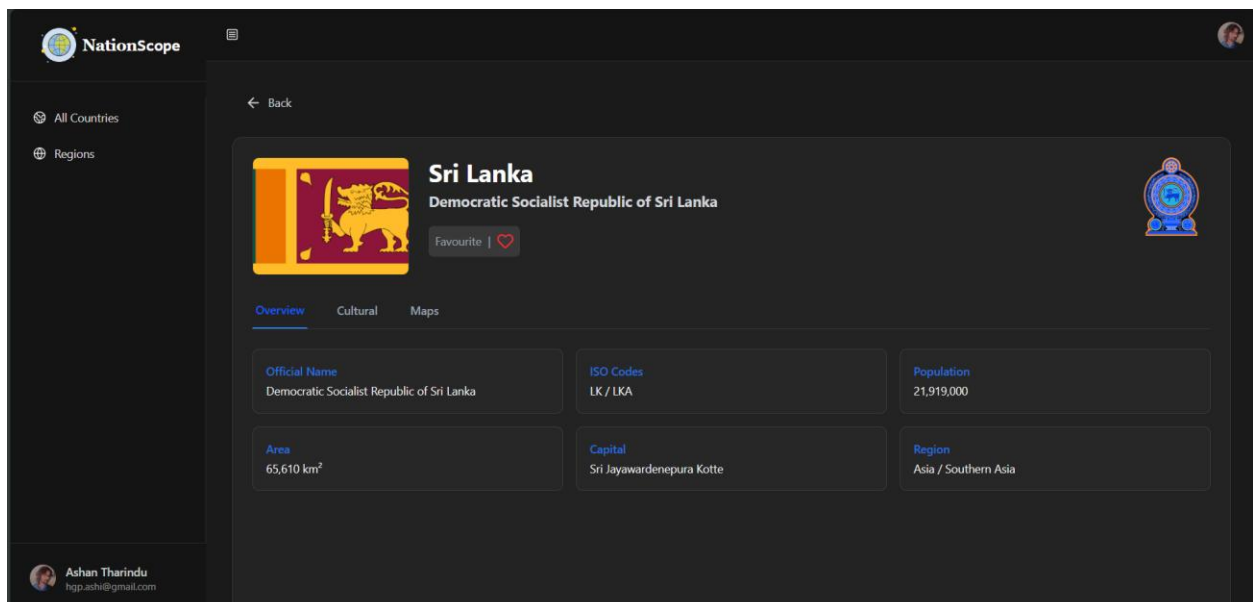 NationScope
All Countries
Regions
Back
Sri Lanka
Democratic Socialist Republic of Sri Lanka
Favourite |
Overview Cultural Maps
Official Name
Democratic Socialist Republic of Sri Lanka
ISO Codes
LK / LKA
Population
21,919,000
Area
65,610 km²
Capital
Sri Jayawardenepura Kotte
Region
Asia / Southern Asia
Ashan Tharindu
hgp.ashi@gmail.com